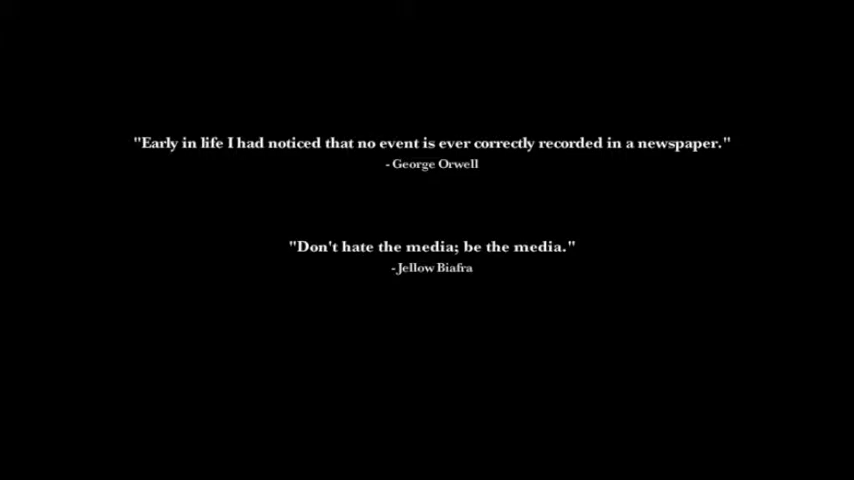 "Early in life I had noticed that no event is ever correctly recorded in a newspaper."
- George Orwell
"Don't hate the media; be the media."
- Jellow Biafra